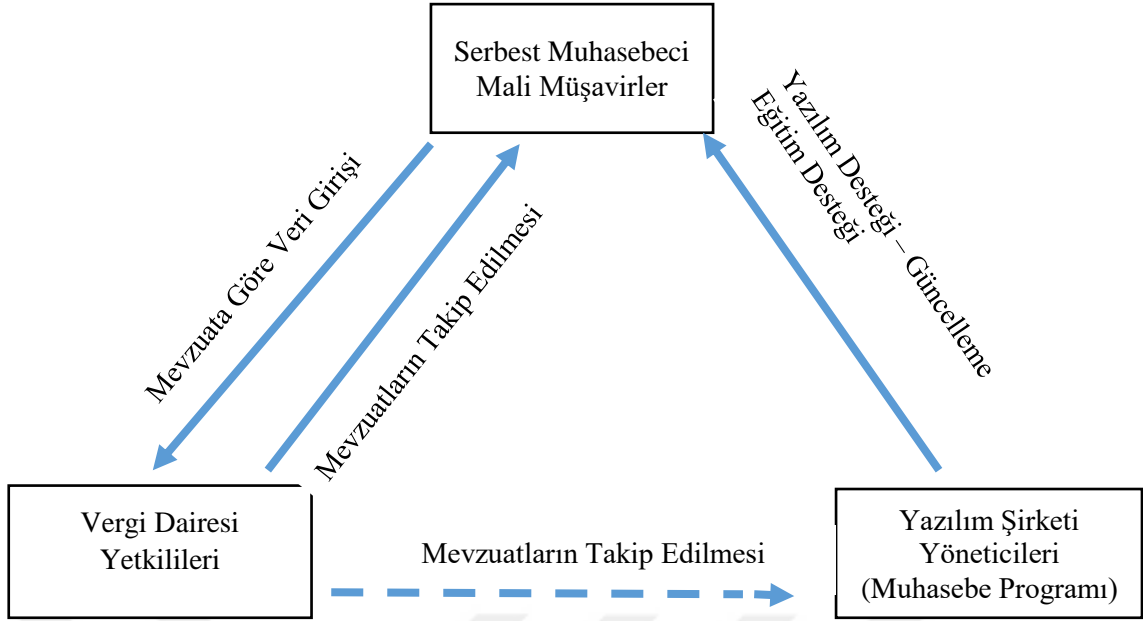 Serbest Muhasebeci
Mali Müşavirler
Mevzuata Göre Veri Girişi
Mevzuatların Takip Edilmesi
Yazılım Desteği – Güncelleme
Eğitim Desteği
Vergi Dairesi
Yetkilileri
Mevzuatların Takip Edilmesi
Yazılım Şirketi
Yöneticileri
(Muhasebe Programı)